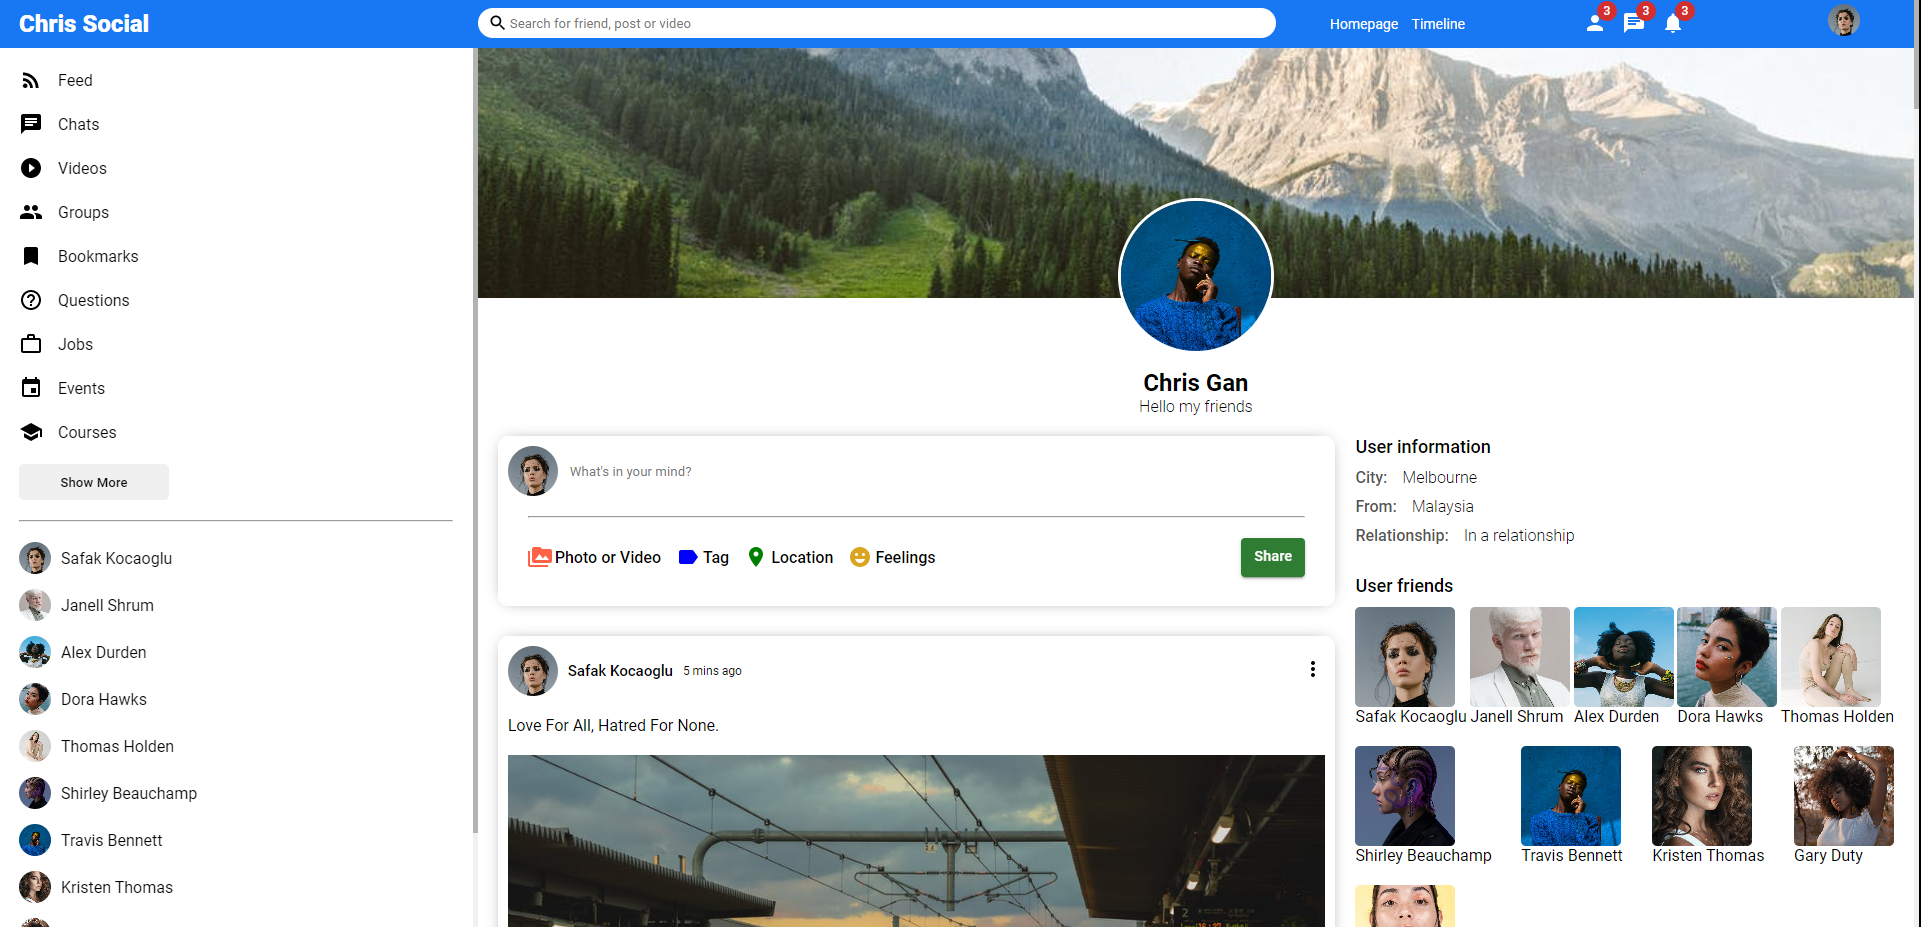 Chris Social
Search for friend, post or video
Homepage Timeline
3 3 3
Feed
Chats
Videos
Groups
Bookmarks
Questions
Jobs
Events
Courses
Show More
Safak Kocaoglu
Janell Shrum
Alex Durden
Dora Hawks
Thomas Holden
Shirley Beauchamp
Travis Bennett
Kristen Thomas
Chris Gan
Hello my friends
What's in your mind?
Photo or Video Tag Location Feelings Share
Safak Kocaoglu 5 mins ago
Love For All, Hatred For None.
2
User information
City: Melbourne
From: Malaysia
Relationship: In a relationship
User friends
Safak Kocaoglu Janell Shrum Alex Durden Dora Hawks Thomas Holden
Shirley Beauchamp Travis Bennett Kristen Thomas Gary Duty